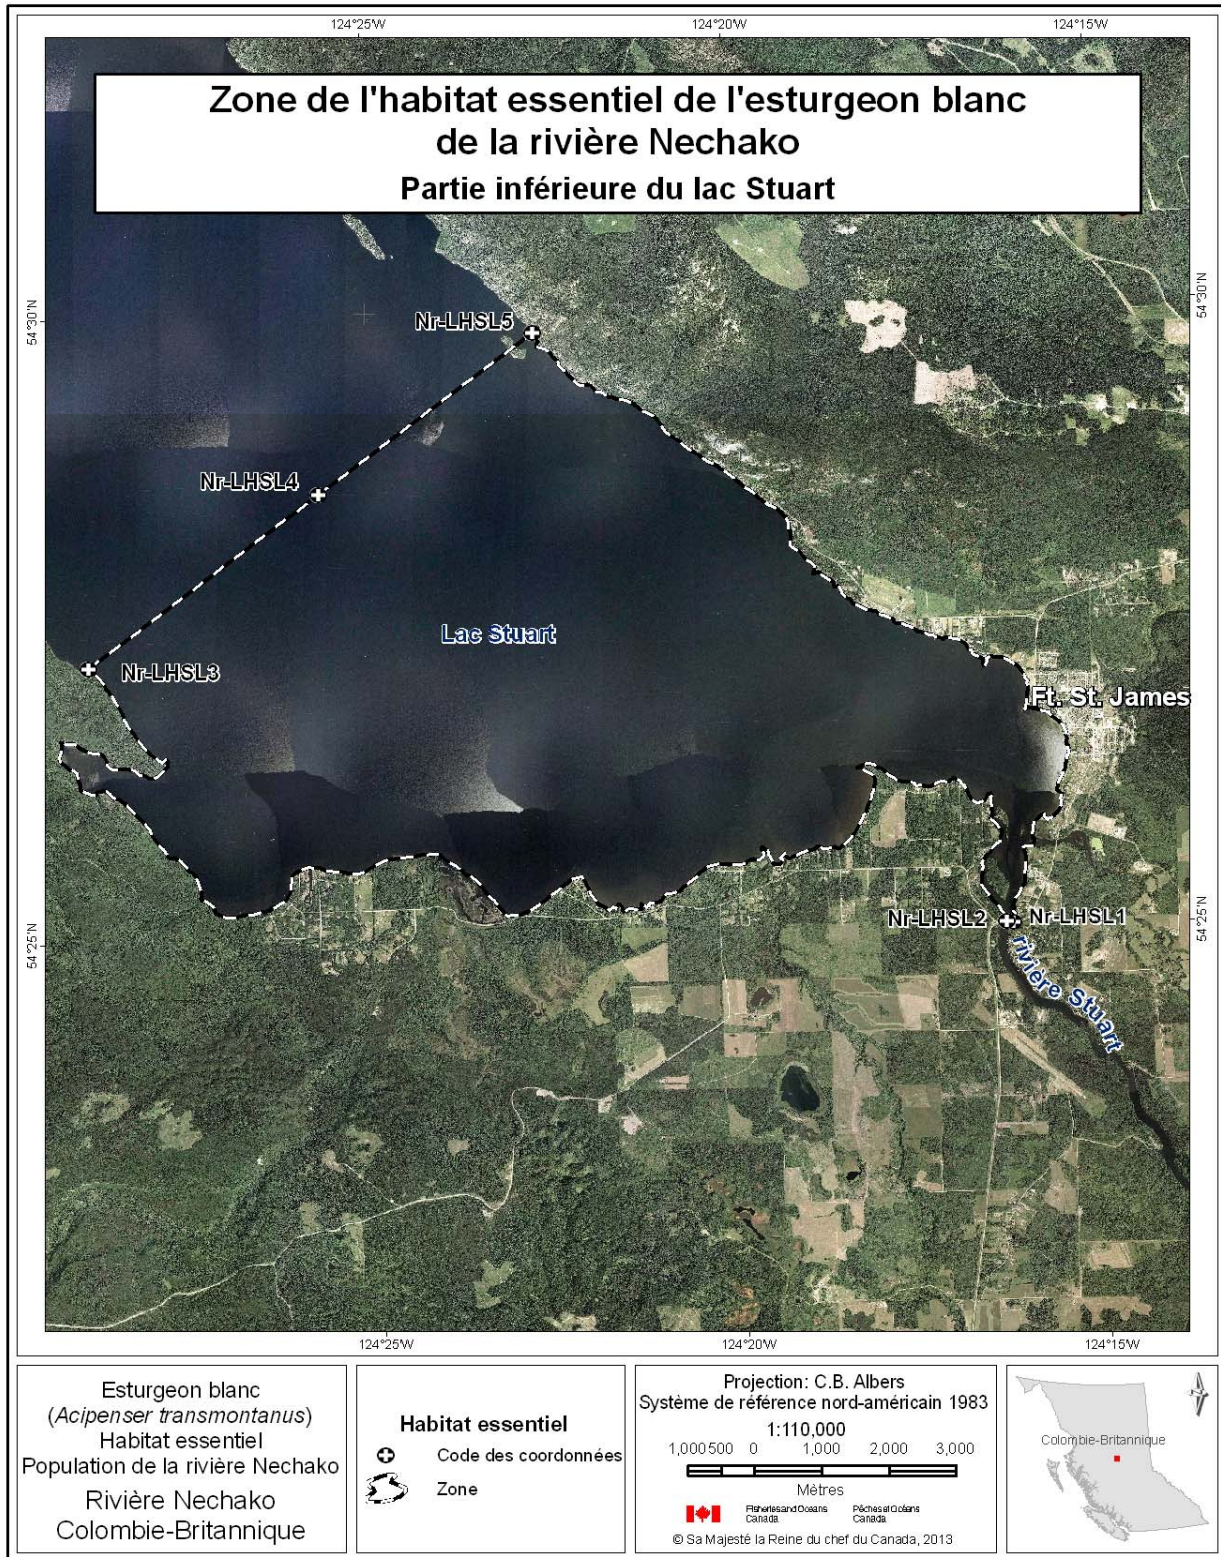 124°25'W
124°20'W
124°15'W
Zone de l'habitat essentiel de l'esturgeon blanc
de la rivière Nechako
Partie inférieure du lac Stuart
54°30'N
54°30'N
Nr-LHSL5
Nr-LHSL4
Lac Stuart
Nr-LHSL3
Ft. St. James
Nr-LHSL2
Nr-LHSL1
54°25'N
54°25'N
rivière Stuart
124°25'W
124°20'W
124°15'W
Esturgeon blanc
(Acipenser transmontanus)
Habitat essentiel
Population de la rivière Nechako
Rivière Nechako
Colombie-Britannique
Habitat essentiel
Code des coordonnées
Zone
Projection: C.B. Albers
Système de référence nord-américain 1983
1:110,000
1,000 500 0 1,000 2,000 3,000
Mètres
Fisheries and Oceans
Canada
Pêches et Océans
Canada
© Sa Majesté la Reine du chef du Canada, 2013
Colombie-Britannique